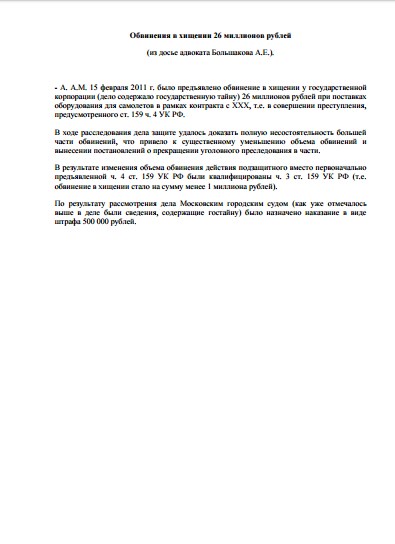 Обвинения в хищении 26 миллионов рублей
(из досье адвоката Большакова А.Е.).
- А. А.М. 15 февраля 2011 г. было предъявлено обвинение в хищении у государственной
корпорации (дело содержало государственную тайну) 26 миллионов рублей при поставках
оборудования для самолетов в рамках контракта с ХХХ, т.е. в совершении преступления,
предусмотренного ст. 159 ч. 4 УК РФ.
В ходе расследования дела защите удалось доказать полную несостоятельность большей
части обвинений, что привело к существенному уменьшению объема обвинений и
вынесении постановлений о прекращении уголовного преследования в части.
В результате изменения объема обвинения действия подзащитного вместо первоначально
предъявленной ч. 4 ст. 159 УК РФ были квалифицированы ч. 3 ст. 159 УК РФ (т.е.
обвинение в хищении стало на сумму менее 1 миллиона рублей).
По результату рассмотрения дела Московским городским судом (как уже отмечалось
выше в деле были сведения, содержащие гостайну) было назначено наказание в виде
штрафа 500 000 рублей.